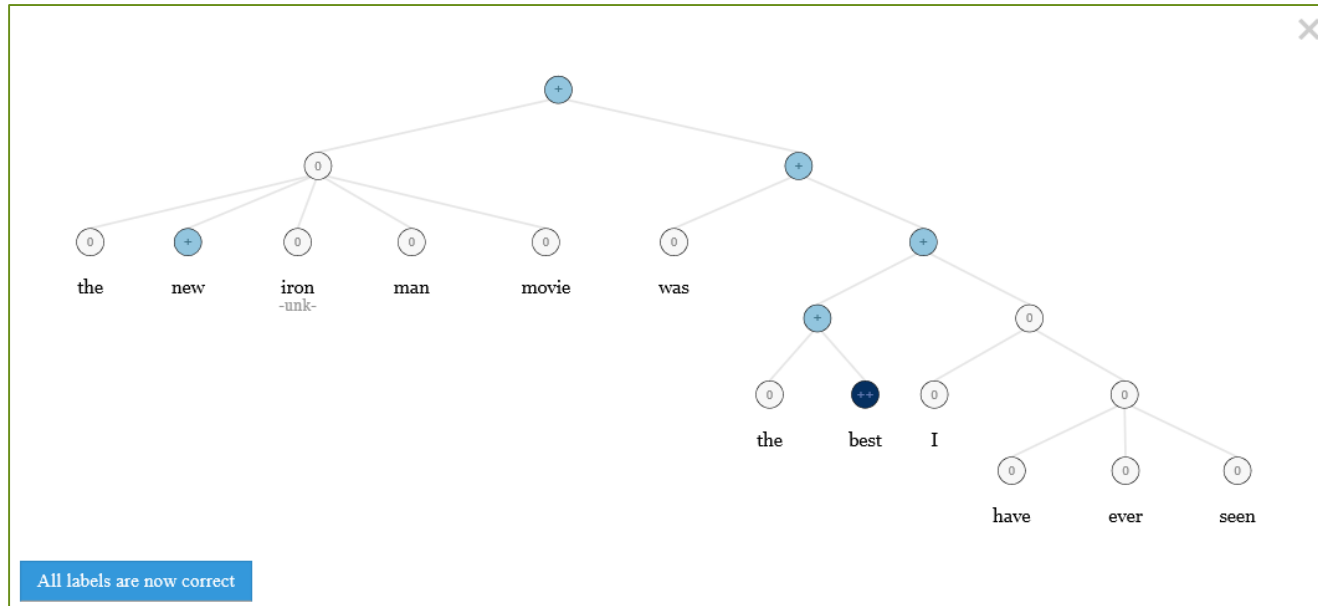 +
0 +
0 + 0 0 0 0 +
the new iron man movie was
-unk-
+ 0
0 ++ 0 0
the best I
0 0 0
have ever seen
All labels are now correct